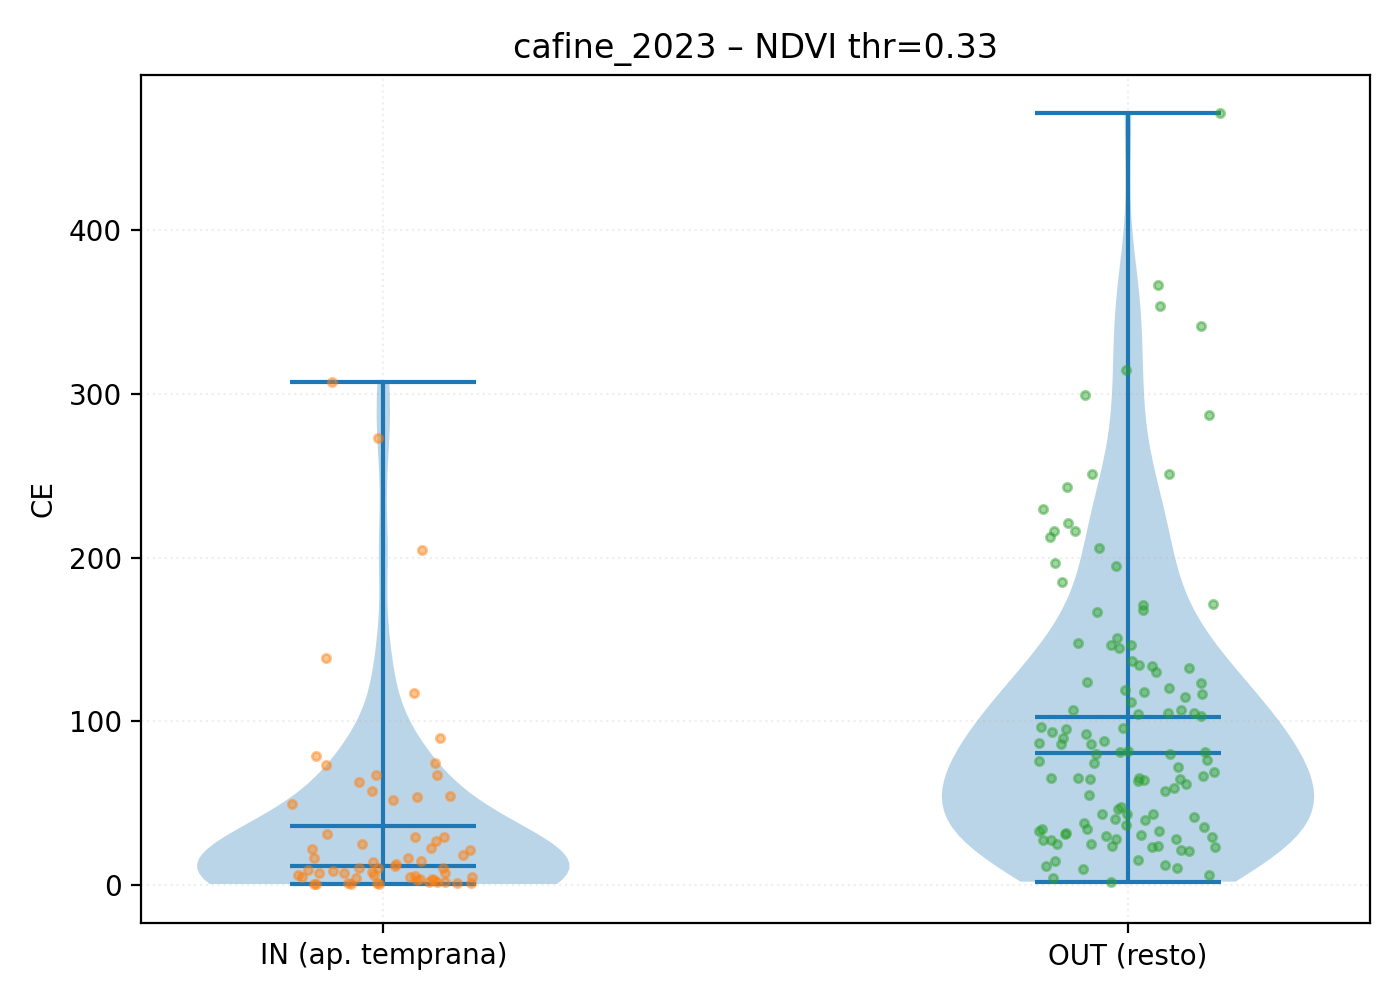 cafine_2023 – NDVI thr=0.33
CE
400
300
200
100
0
IN (ap. temprana)
OUT (resto)